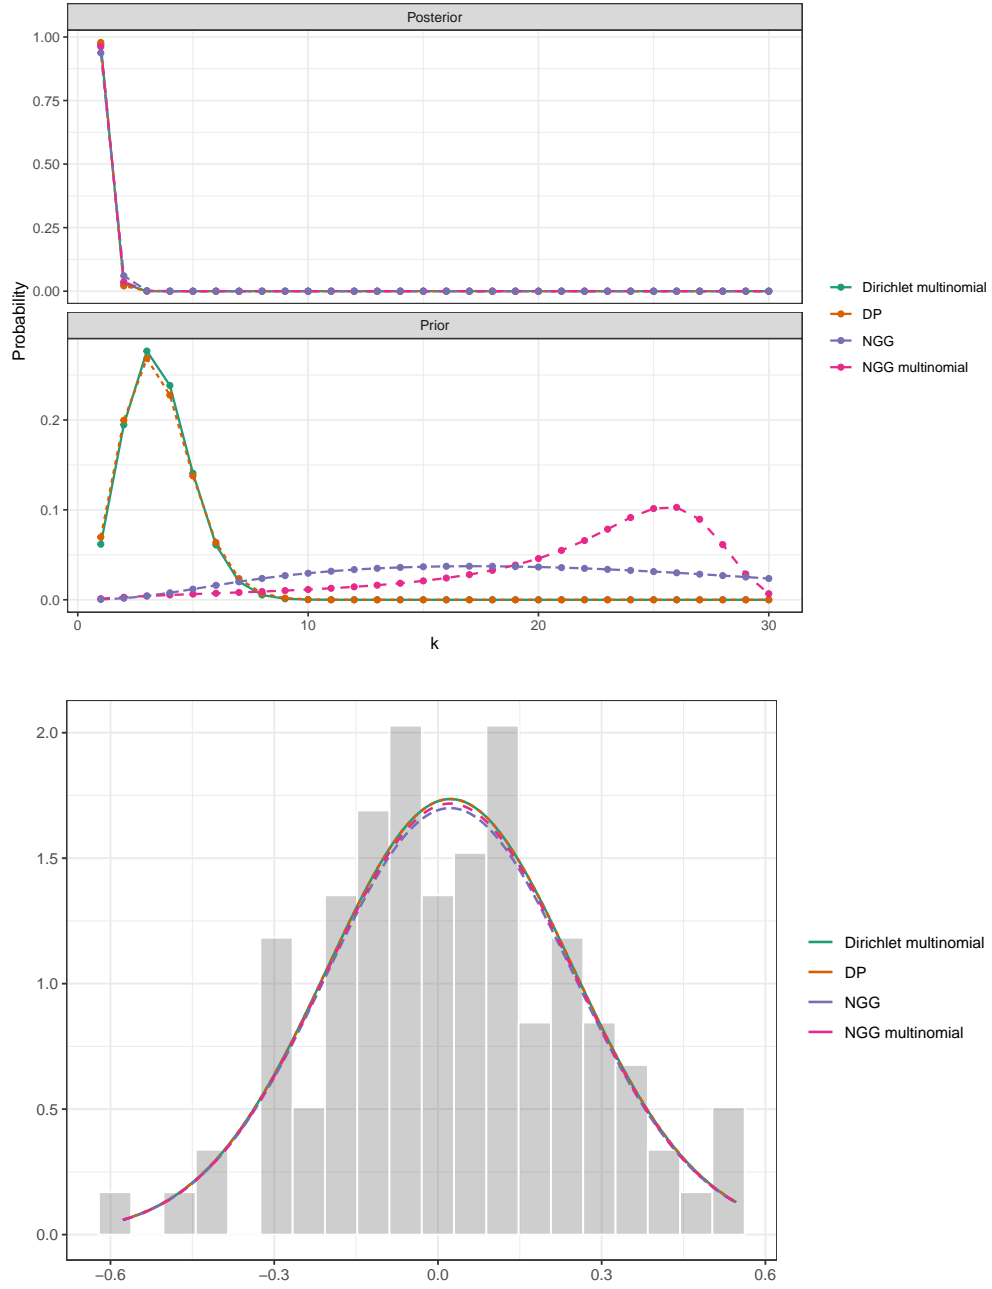 Posterior
1.00
0.75
0.50
0.25
0.00
Prior
0.2
0.1
0.0
0 10 20 30
k
Probability
Dirichlet multinomial
DP
NGG
NGG multinomial
2.0
1.5
1.0
0.5
0.0
−0.6 −0.3 0.0 0.3 0.6
Dirichlet multinomial
DP
NGG
NGG multinomial